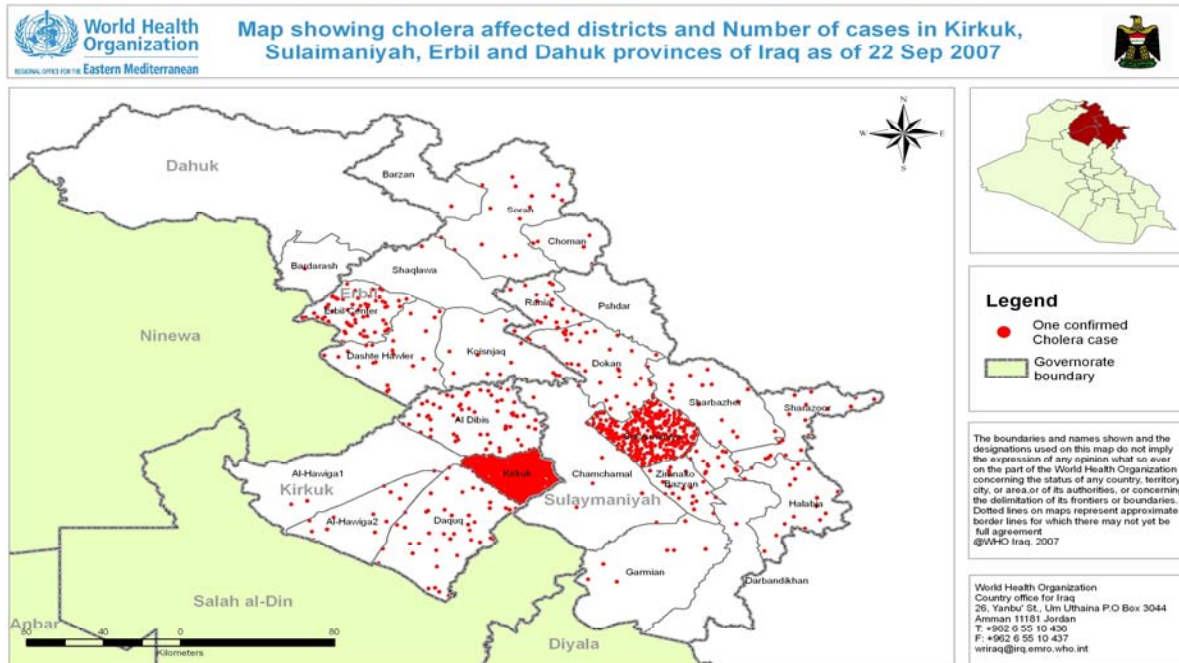 World Health
Organization
REGIONAL OFFICE FOR THE Eastern Mediterranean
Map showing cholera affected districts and Number of cases in Kirkuk,
Sulaimaniyah, Erbil and Dahuk provinces of Iraq as of 22 Sep 2007
N
W E
S
Dahuk
Barzan
Soran
Choman
Bardarash
Shaqlawa
Erbil
Erbil Center
Rania
Pshdar
Ninewa
Dashte Hawler
Koisnjaq
Dokan
Sharbazher
Sharazoor
Al Dibis
Al-Hawiga1
Kirkuk
Kirkuk
Chamchamal
Bazyan
Sulaymaniyah
Halabja
Al-Hawiga2
Daquq
Garmian
Darbandikhan
Salah al-Din
Anbar
Diyala
80 60 40 20 0 80
Kilometers
Legend
One confirmed
Cholera case
Governorate
boundary
The boundaries and names shown and the
designations used on this map do not imply
the expression of any opinion what so ever
on the part of the World Health Organization
concerning the status of any country, territory,
city, or area,or of its authorities, or concerning
the delimitation of its frontiers or boundaries.
Dotted lines on maps represent approximate
border lines for which there may not yet be
full agreement
@WHO Iraq. 2007
World Health Organization
Country office for Iraq
26, Yanbu' St., Um Uthaina P.O Box 3044
Amman 11181 Jordan
T: +962 6 55 10 436
F: +962 6 55 10 437
wriraq@irq.emro.who.int